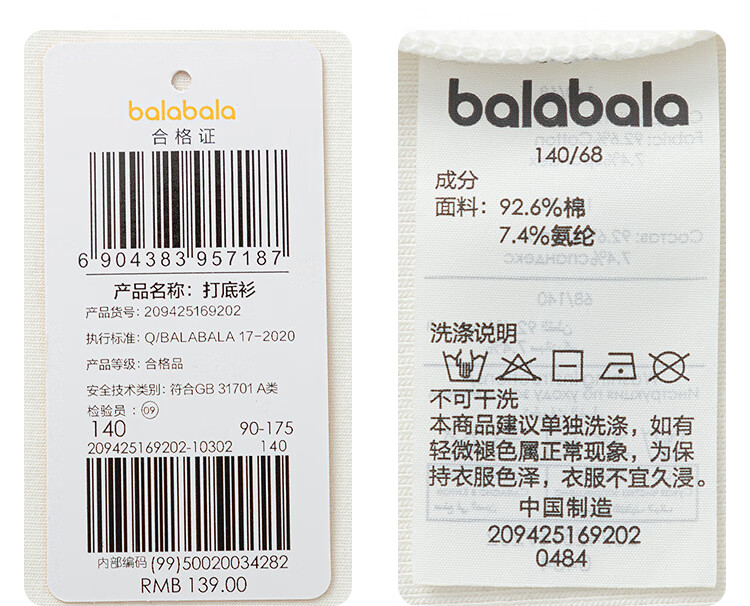 balabala
合格证
6 904383 957187
产品名称：打底衫
产品货号：209425169202
执行标准：Q/BALABALA 17-2020
产品等级：合格品
安全技术类别：符合GB 31701 A类
检验员：09
140 90-175
209425169202-10302 140
内部编码 (99)50020034282
RMB 139.00
balabala
140/68
成分
面料：92.6%棉
7.4%氨纶
洗涤说明
不可干洗
本商品建议单独洗涤，如有
轻微褪色属正常现象，为保
持衣服色泽，衣服不宜久浸。
中国制造
209425169202
0484